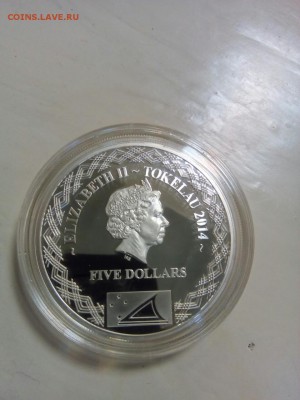 COINS.LAVE.RU
~ ELIZABETH II ~ TOKELAU 2014 ~
FIVE DOLLARS